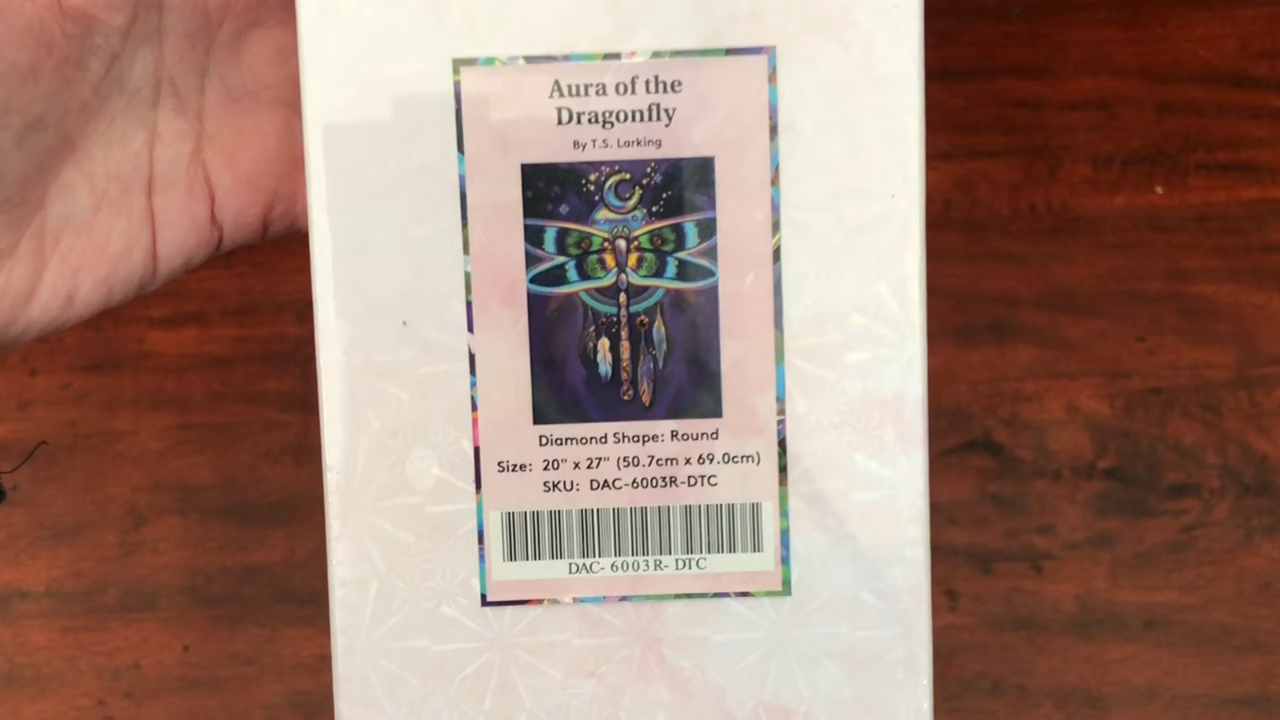 Aura of the
Dragonfly
By T.S. Larking
Diamond Shape: Round
Size: 20" x 27" (50.7cm x 69.0cm)
SKU: DAC-6003R-DTC
DAC- 6003R- DTC